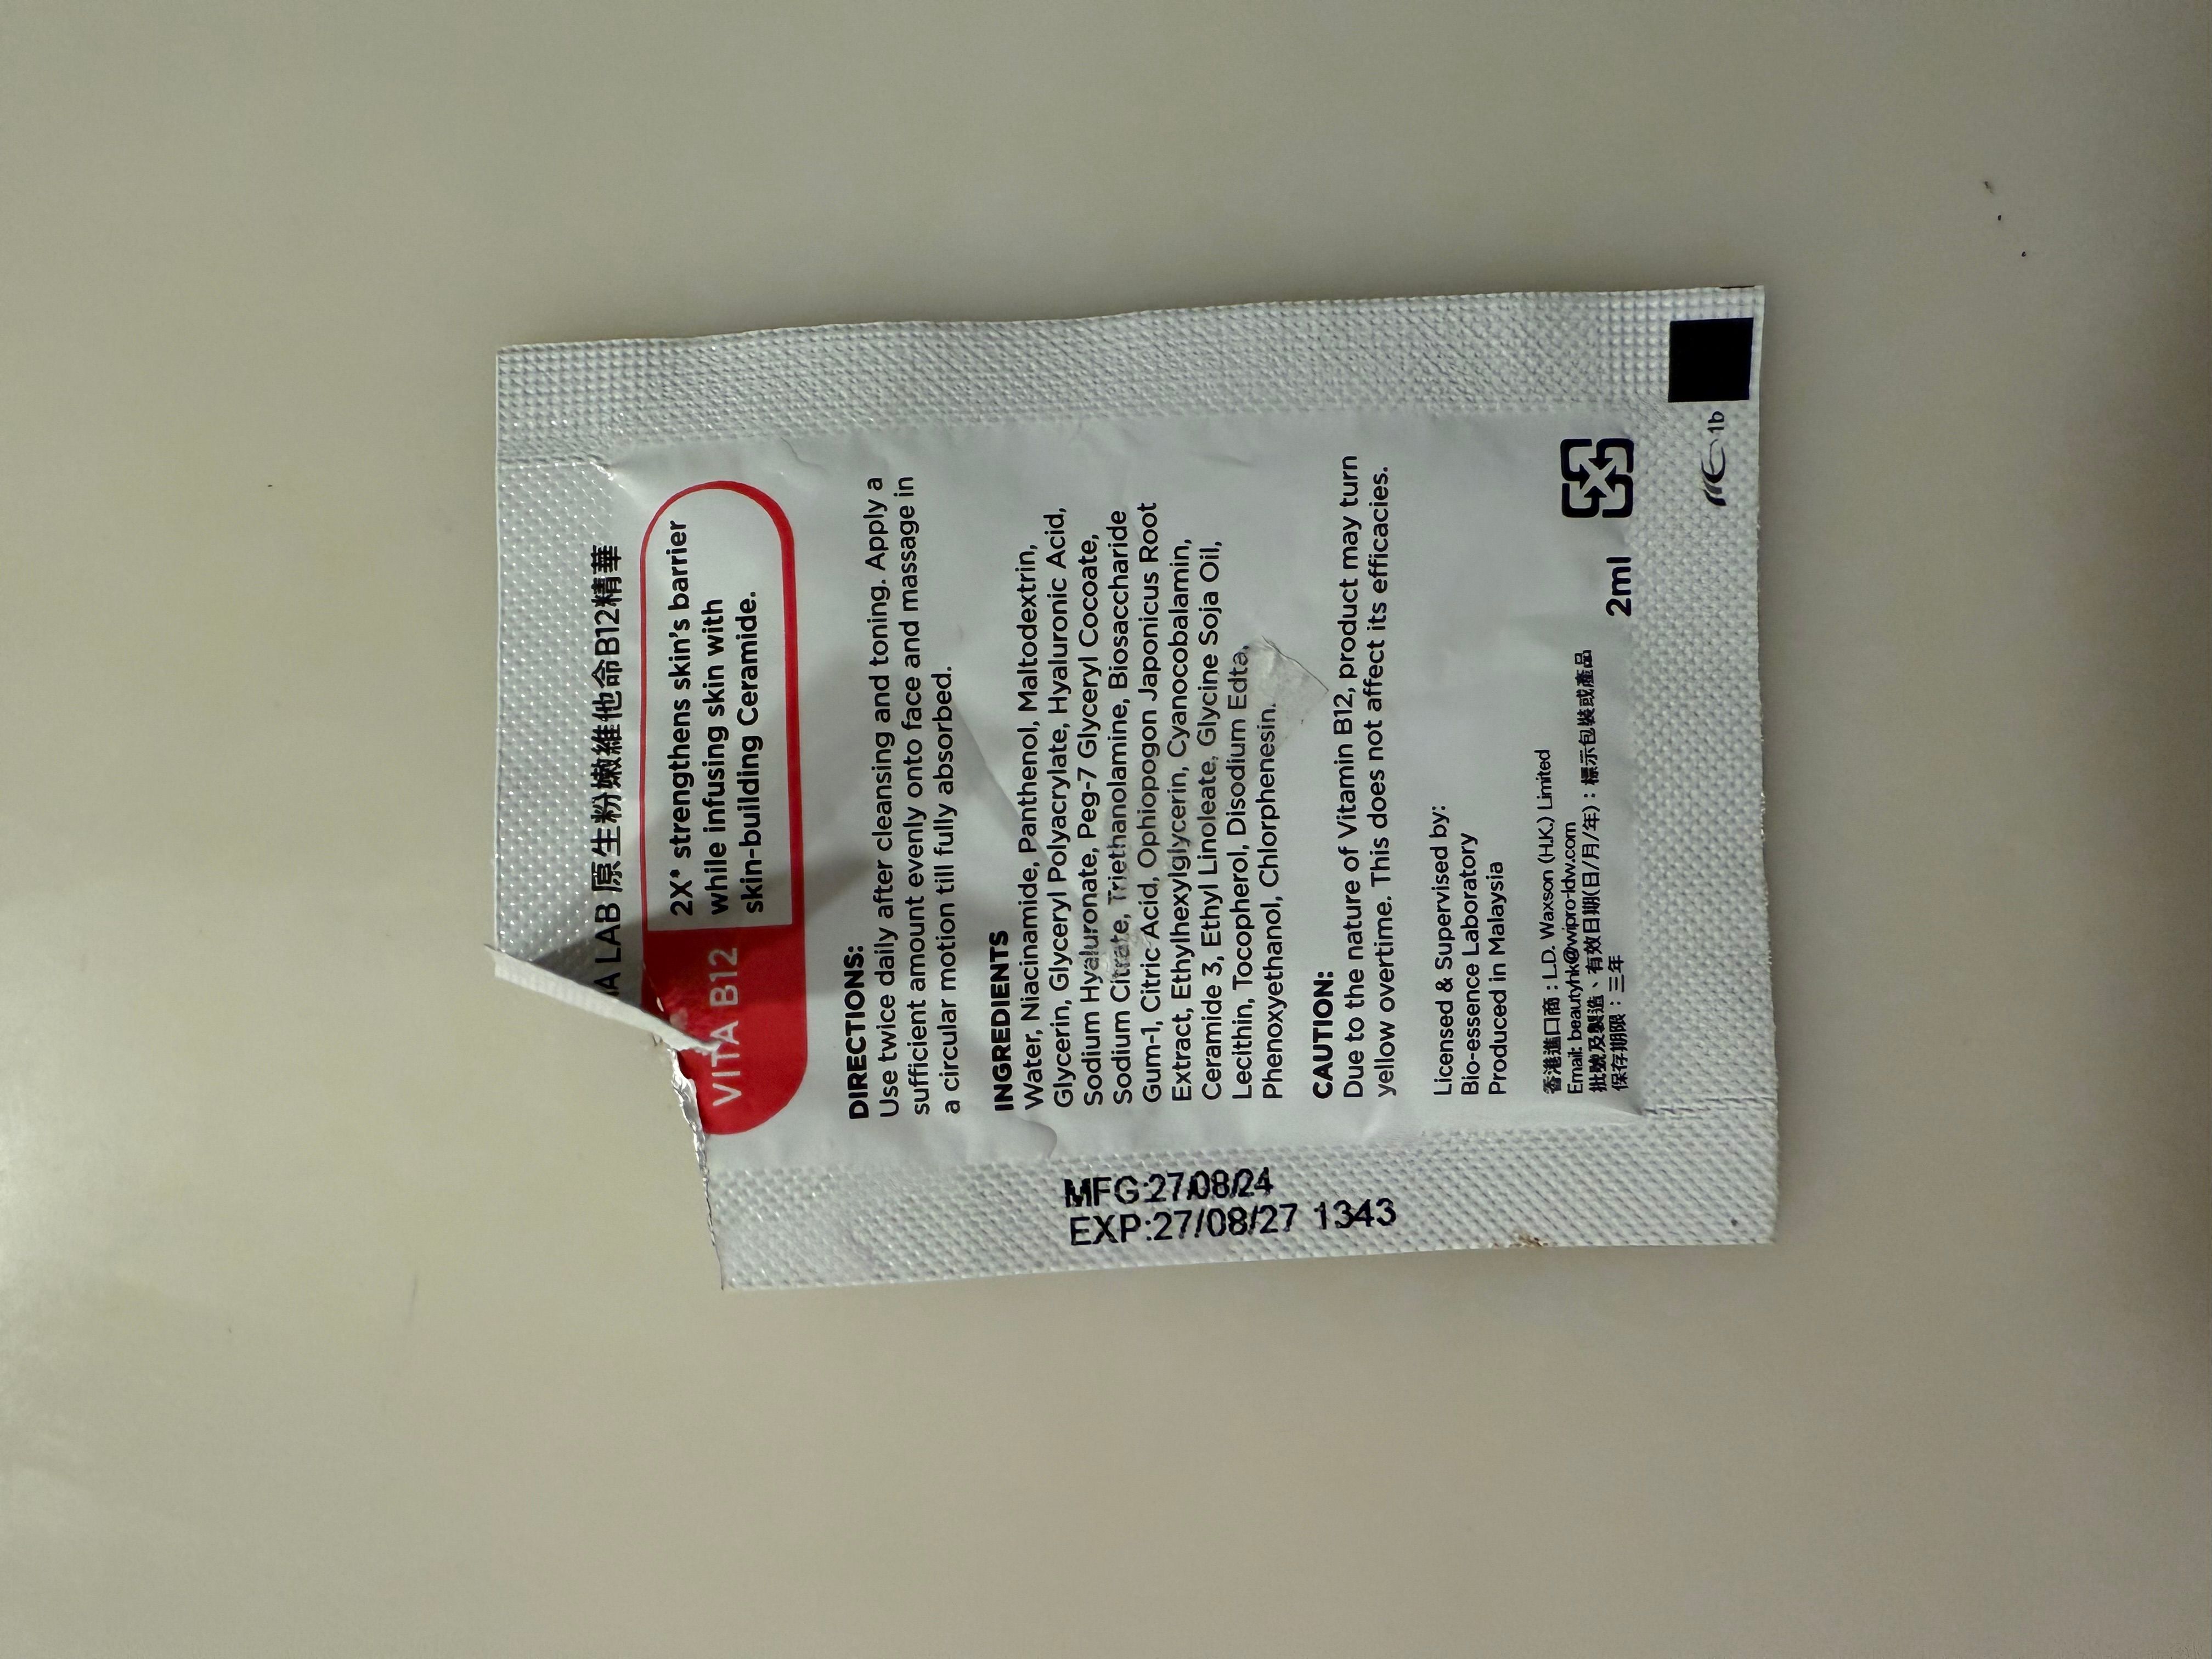 LAB 原生粉嫩維他命B12精華
VITA B12
2X* strengthens skin's barrier
while infusing skin with
skin-building Ceramide.
DIRECTIONS:
Use twice daily after cleansing and toning. Apply a
sufficient amount evenly onto face and massage in
a circular motion till fully absorbed.
INGREDIENTS
Water, Niacinamide, Panthenol, Maltodextrin,
Glycerin, Glyceryl Polyacrylate, Hyaluronic Acid,
Sodium Hyaluronate, Peg-7 Glyceryl Cocoate,
Sodium Citrate, Triethanolamine, Biosaccharide
Gum-1, Citric Acid, Ophiopogon Japonicus Root
Extract, Ethylhexylglycerin, Cyanocobalamin,
Ceramide 3, Ethyl Linoleate, Glycine Soja Oil,
Lecithin, Tocopherol, Disodium Edta,
Phenoxyethanol, Chlorphenesin.
CAUTION:
Due to the nature of Vitamin B12, product may turn
yellow overtime. This does not affect its efficacies.
Licensed & Supervised by:
Bio-essence Laboratory
Produced in Malaysia
香港進口商：L.D. Waxson (H.K.) Limited
Email: beautyhk@wipro-ldw.com
批號及製造、有效日期(日/月/年)：標示包裝或產品
保存期限：三年
2ml
1b
MFG:27/08/24
EXP:27/08/27 1343